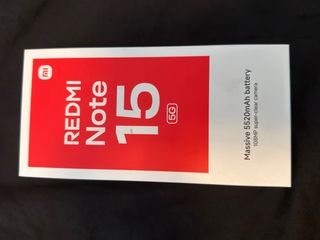 mi
REDMI
Note
15
5G
Massive 5520mAh battery
108MP super-clear camera